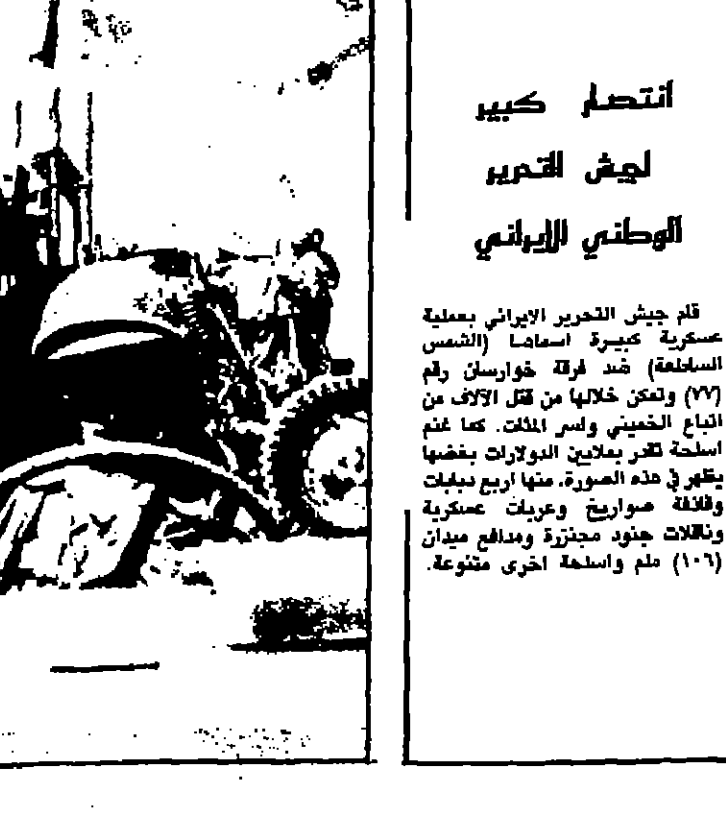 انتصار كبير
لجيش التحرير
الوطني الإيراني
قام جيش التحرير الايراني بعملية
عسكرية كبيرة اسماها (الشمس
الساطعة) ضد فرقة خوارسان رقم
(٧٧) وتمكن خلالها من قتل الآلاف من
اتباع الخميني واسر المئات. كما غنم
اسلحة تقدر بملايين الدولارات بعضها
يظهر في هذه الصورة. منها اربع دبابات
وقاذفة صواريخ وعربات عسكرية
وناقلات جنود مجنزرة ومدافع ميدان
(١٠٦) ملم واسلحة اخرى متنوعة.